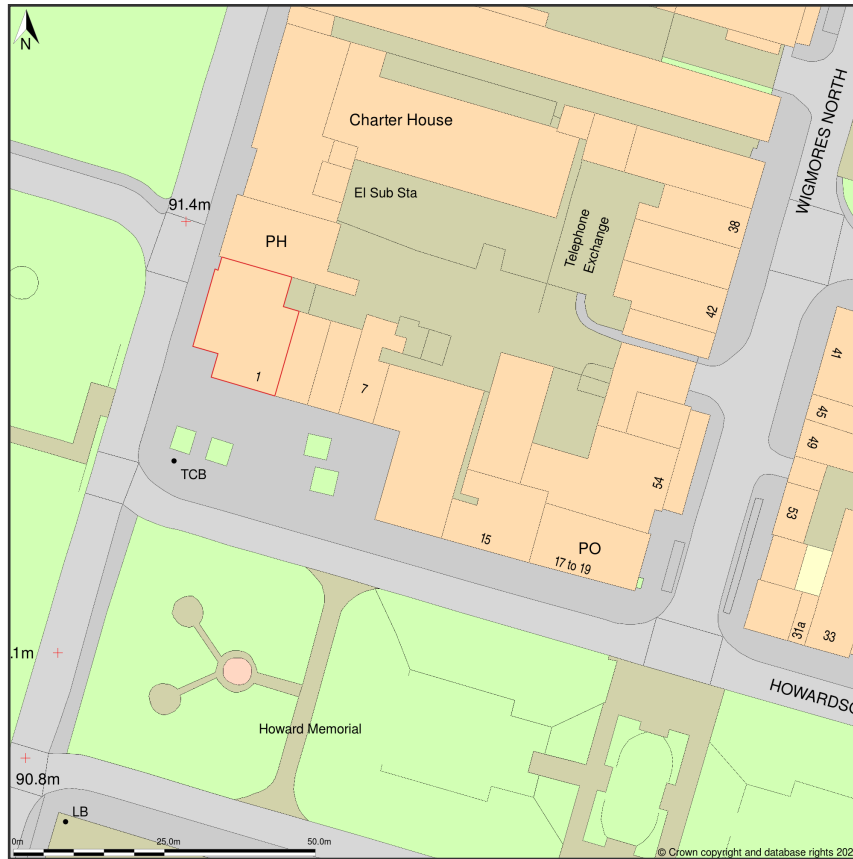 N
Charter House
WIGMORES NORTH
El Sub Sta
91.4m
PH
Telephone
Exchange
38
42
41
1
7
45
49
TCB
54
53
15
PO
17 to 19
31a
33
.1m
HOWARDSG
Howard Memorial
90.8m
LB
0m
25.0m
50.0m
© Crown copyright and database rights 202